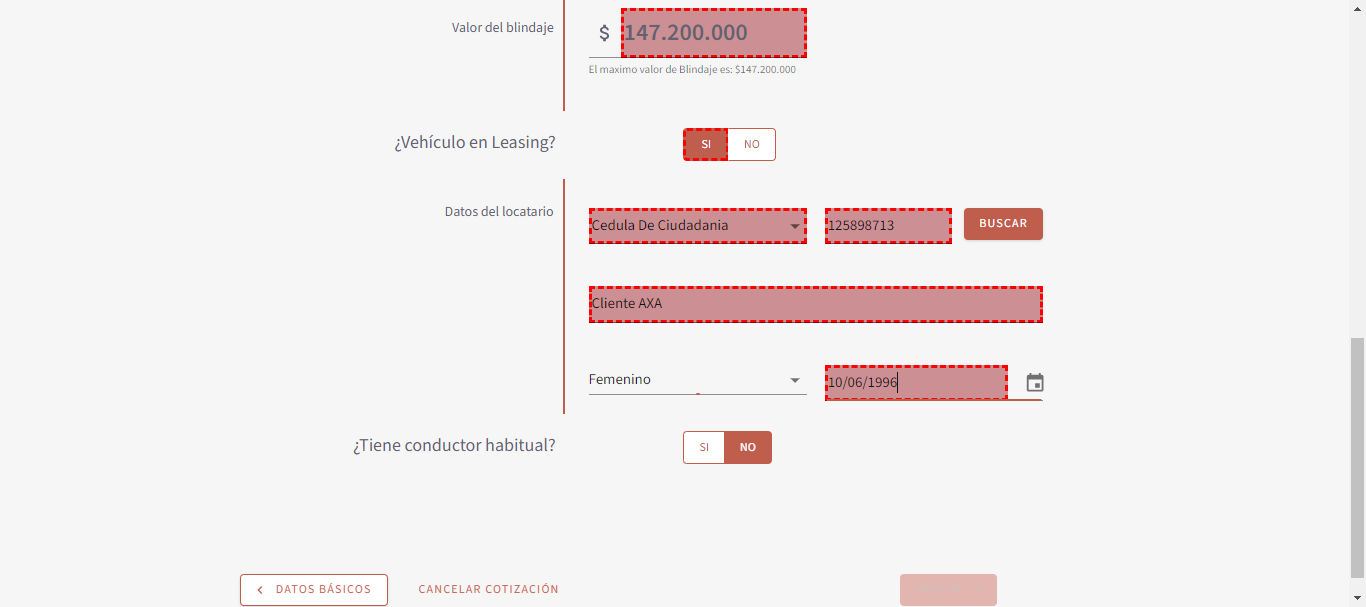 Valor del blindaje
$ 147.200.000
El maximo valor de Blindaje es: $147.200.000
¿Vehículo en Leasing?
SI NO
Datos del locatario
Cedula De Ciudadania 125898713 BUSCAR
Cliente AXA
Femenino 10/06/1996
¿Tiene conductor habitual?
SI NO
DATOS BÁSICOS CANCELAR COTIZACIÓN